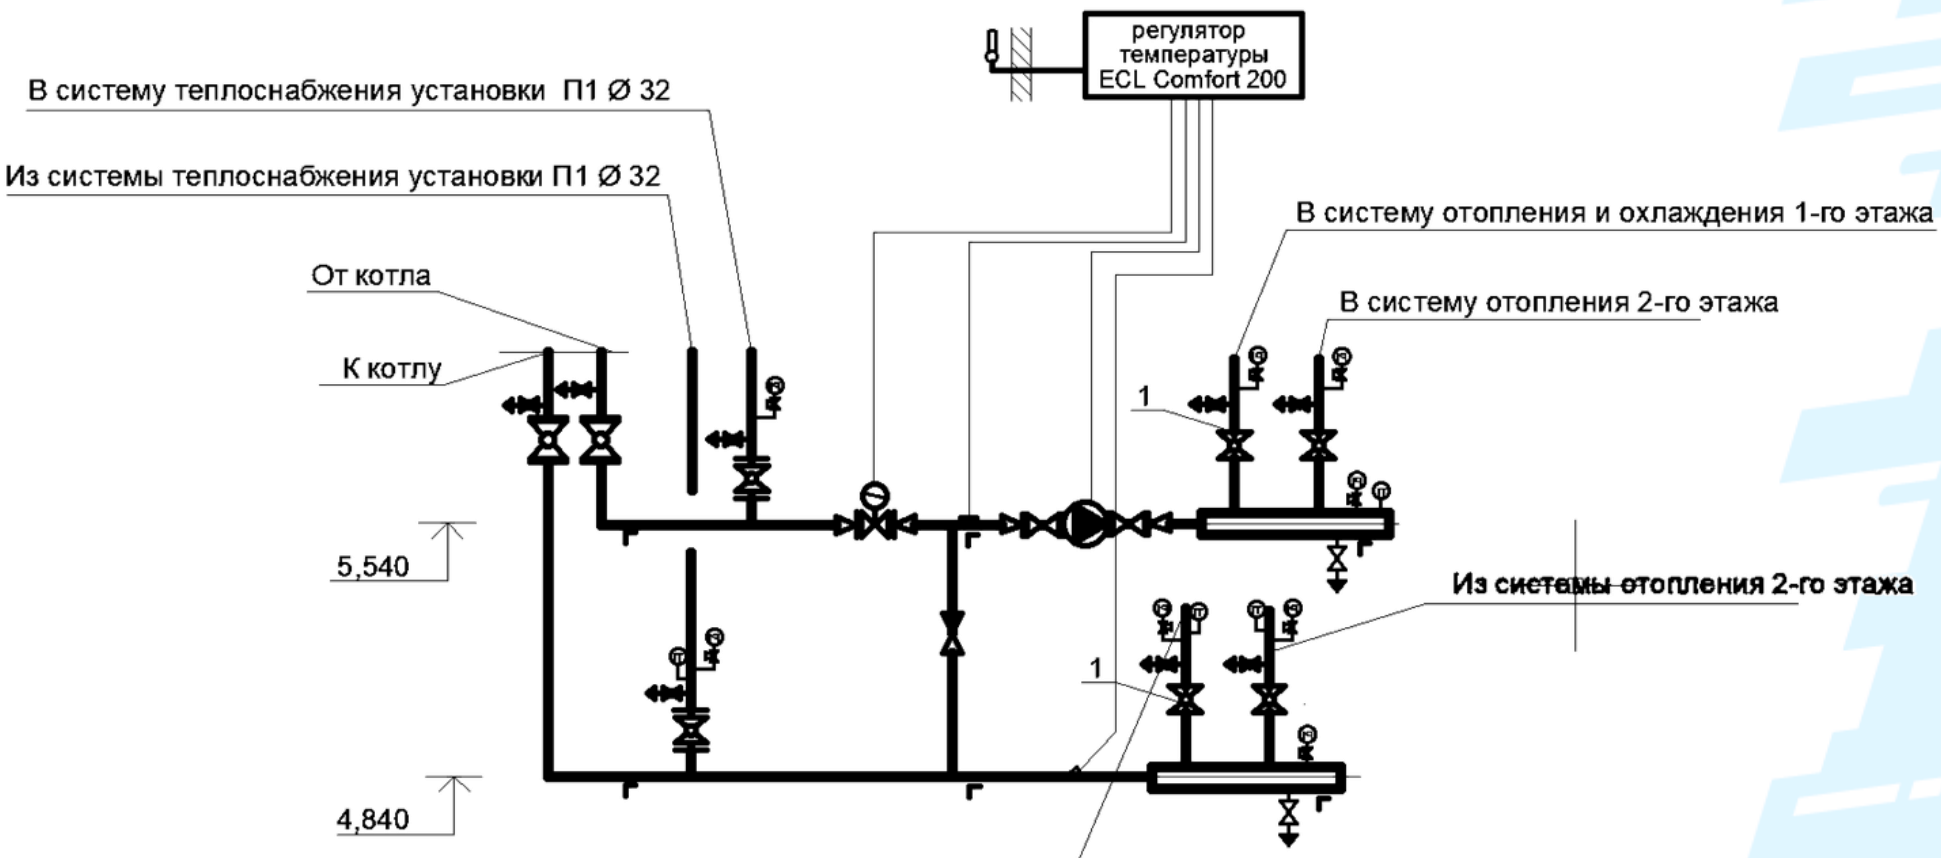 регулятор
температуры
ECL Comfort 200
В систему теплоснабжения установки П1 Ø 32
Из системы теплоснабжения установки П1 Ø 32
В систему отопления и охлаждения 1-го этажа
От котла
В систему отопления 2-го этажа
К котлу
1
5,540
Из системы отопления 2-го этажа
1
4,840